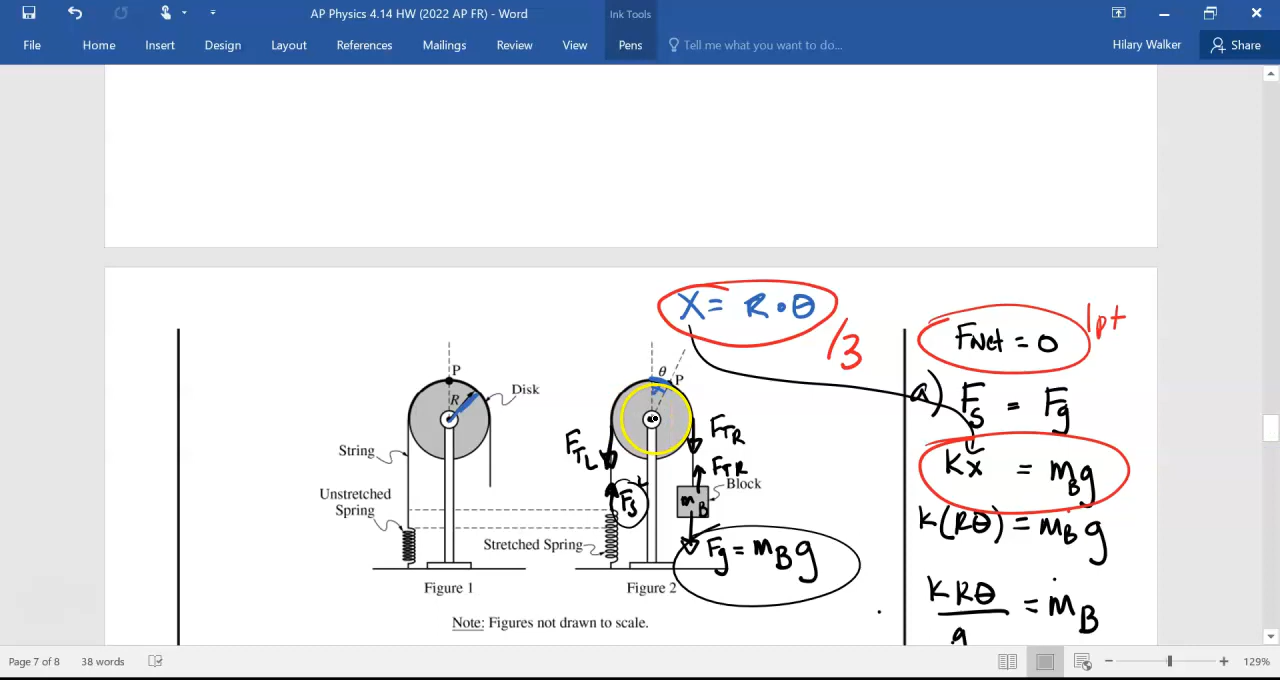 AP Physics 4.14 HW (2022 AP FR) - Word
Ink Tools
File Home Insert Design Layout References Mailings Review View Pens Tell me what you want to do... Hilary Walker Share
X = R • θ
/3
FNet = 0
1pt
a) Fs = Fg
Kx = mBg
K(Rθ) = mBg
KRθ
g
= mB
P
R
Disk
String
Unstretched
Spring
Figure 1
θ
P
FTL
FTR
FTR
Fs
mB
Block
Fg = mBg
Stretched Spring
Figure 2
Note: Figures not drawn to scale.
Page 7 of 8 38 words 129%